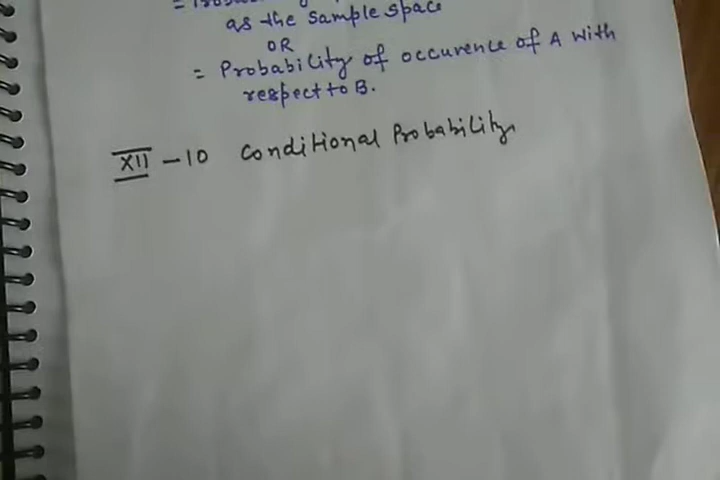 =
as the sample space
OR
= Probability of occurence of A with
respect to B.
XII - 10 Conditional Probability